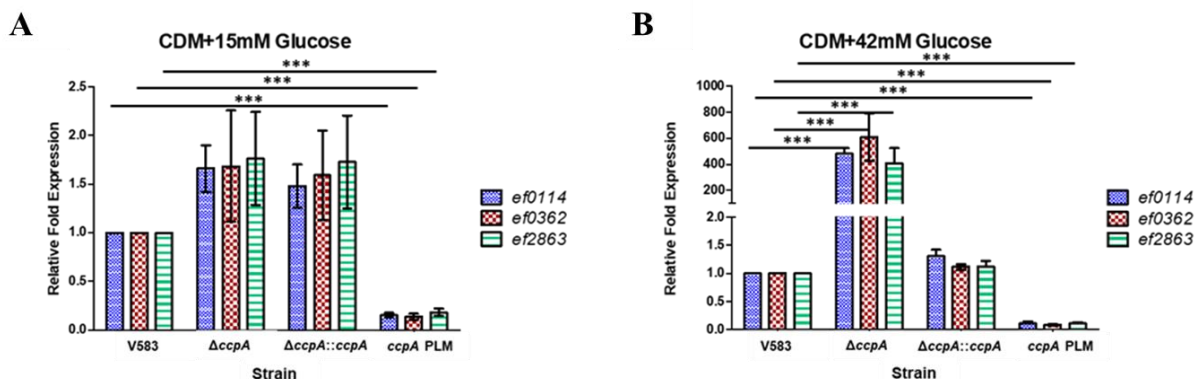 A
CDM+15mM Glucose
***
***
***
Relative Fold Expression
2.5
2.0
1.5
1.0
0.5
0.0
V583
ΔccpA
ΔccpA::ccpA
ccpA PLM
Strain
ef0114
ef0362
ef2863
B
CDM+42mM Glucose
***
***
***
***
***
***
Relative Fold Expression
1000
800
600
400
200
2.0
1.5
1.0
0.5
0.0
V583
ΔccpA
ΔccpA::ccpA
ccpA PLM
Strain
ef0114
ef0362
ef2863